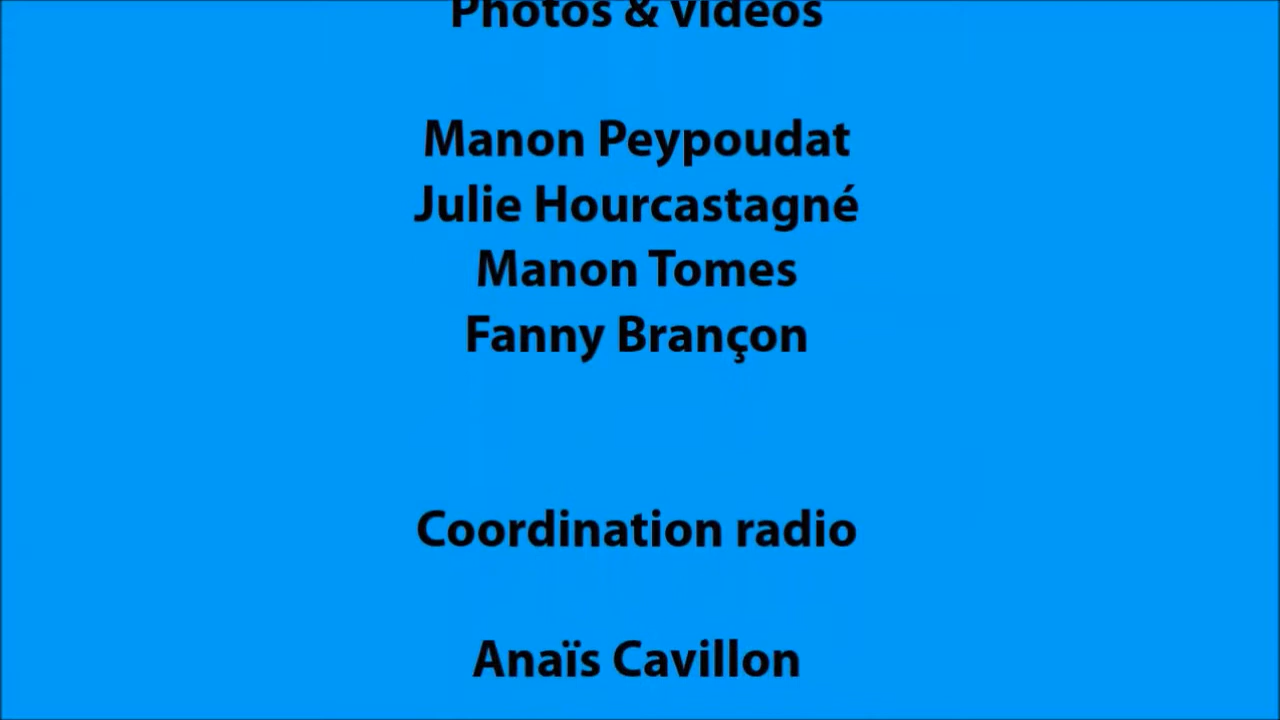 Photos & vidéos
Manon Peypoudat
Julie Hourcastagné
Manon Tomes
Fanny Brançon
Coordination radio
Anaïs Cavillon